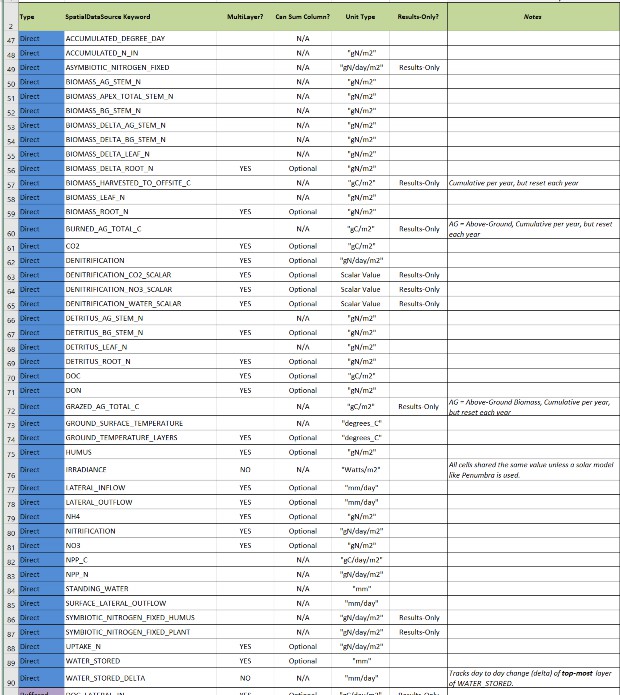 Type SpatialDataSource Keyword MultiLayer? Can Sum Column? Unit Type Results-Only? Notes
2
47 Direct ACCUMULATED_DEGREE_DAY N/A
48 Direct ACCUMULATED_N_IN N/A "gN/m2"
49 Direct ASYMBIOTIC_NITROGEN_FIXED N/A "gN/day/m2" Results-Only
50 Direct BIOMASS_AG_STEM_N N/A "gN/m2"
51 Direct BIOMASS_APEX_TOTAL_STEM_N N/A "gN/m2"
52 Direct BIOMASS_BG_STEM_N N/A "gN/m2"
53 Direct BIOMASS_DELTA_AG_STEM_N N/A "gN/m2"
54 Direct BIOMASS_DELTA_BG_STEM_N N/A "gN/m2"
55 Direct BIOMASS_DELTA_LEAF_N N/A "gN/m2"
56 Direct BIOMASS_DELTA_ROOT_N YES Optional "gN/m2"
57 Direct BIOMASS_HARVESTED_TO_OFFSITE_C N/A "gC/m2" Results-Only Cumulative per year, but reset each year
58 Direct BIOMASS_LEAF_N N/A "gN/m2"
59 Direct BIOMASS_ROOT_N YES Optional "gN/m2"
60 Direct BURNED_AG_TOTAL_C N/A "gC/m2" Results-Only AG = Above-Ground, Cumulative per year, but reset
each year
61 Direct CO2 YES Optional "gC/m2"
62 Direct DENITRIFICATION YES Optional "gN/day/m2"
63 Direct DENITRIFICATION_CO2_SCALAR YES Optional Scalar Value Results-Only
64 Direct DENITRIFICATION_NO3_SCALAR YES Optional Scalar Value Results-Only
65 Direct DENITRIFICATION_WATER_SCALAR YES Optional Scalar Value Results-Only
66 Direct DETRITUS_AG_STEM_N N/A "gN/m2"
67 Direct DETRITUS_BG_STEM_N YES Optional "gN/m2"
68 Direct DETRITUS_LEAF_N N/A "gN/m2"
69 Direct DETRITUS_ROOT_N YES Optional "gN/m2"
70 Direct DOC YES Optional "gC/m2"
71 Direct DON YES Optional "gN/m2"
72 Direct GRAZED_AG_TOTAL_C N/A "gC/m2" Results-Only AG = Above-Ground Biomass, Cumulative per year,
but reset each year
73 Direct GROUND_SURFACE_TEMPERATURE N/A "degrees_C"
74 Direct GROUND_TEMPERATURE_LAYERS YES Optional "degrees_C"
75 Direct HUMUS YES Optional "gN/m2"
76 Direct IRRADIANCE NO N/A "Watts/m2" All cells shared the same value unless a solar model
like Penumbra is used.
77 Direct LATERAL_INFLOW YES Optional "mm/day"
78 Direct LATERAL_OUTFLOW YES Optional "mm/day"
79 Direct NH4 YES Optional "gN/m2"
80 Direct NITRIFICATION YES Optional "gN/day/m2"
81 Direct NO3 YES Optional "gN/m2"
82 Direct NPP_C N/A "gC/day/m2"
83 Direct NPP_N N/A "gN/day/m2"
84 Direct STANDING_WATER N/A "mm"
85 Direct SURFACE_LATERAL_OUTFLOW N/A "mm/day"
86 Direct SYMBIOTIC_NITROGEN_FIXED_HUMUS N/A "gN/day/m2" Results-Only
87 Direct SYMBIOTIC_NITROGEN_FIXED_PLANT N/A "gN/day/m2" Results-Only
88 Direct UPTAKE_N YES Optional "gN/day/m2"
89 Direct WATER_STORED YES Optional "mm"
90 Direct WATER_STORED_DELTA NO N/A "mm/day" Tracks day to day change (delta) of top-most layer
of WATER_STORED.